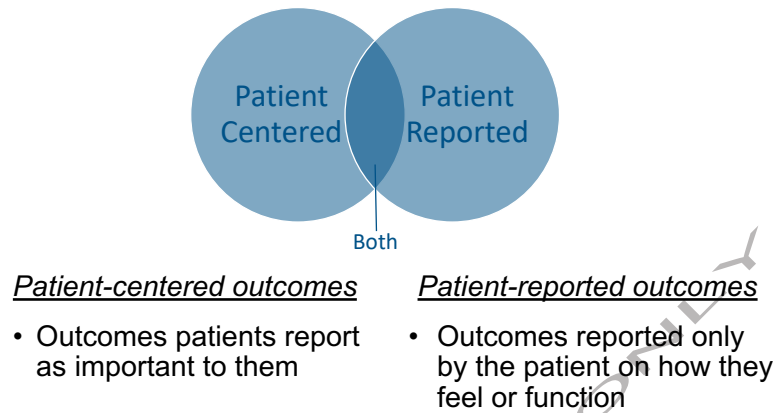 Patient
Centered
Patient
Reported
Both
Patient-centered outcomes
• Outcomes patients report
as important to them
Patient-reported outcomes
• Outcomes reported only
by the patient on how they
feel or function
ONLY